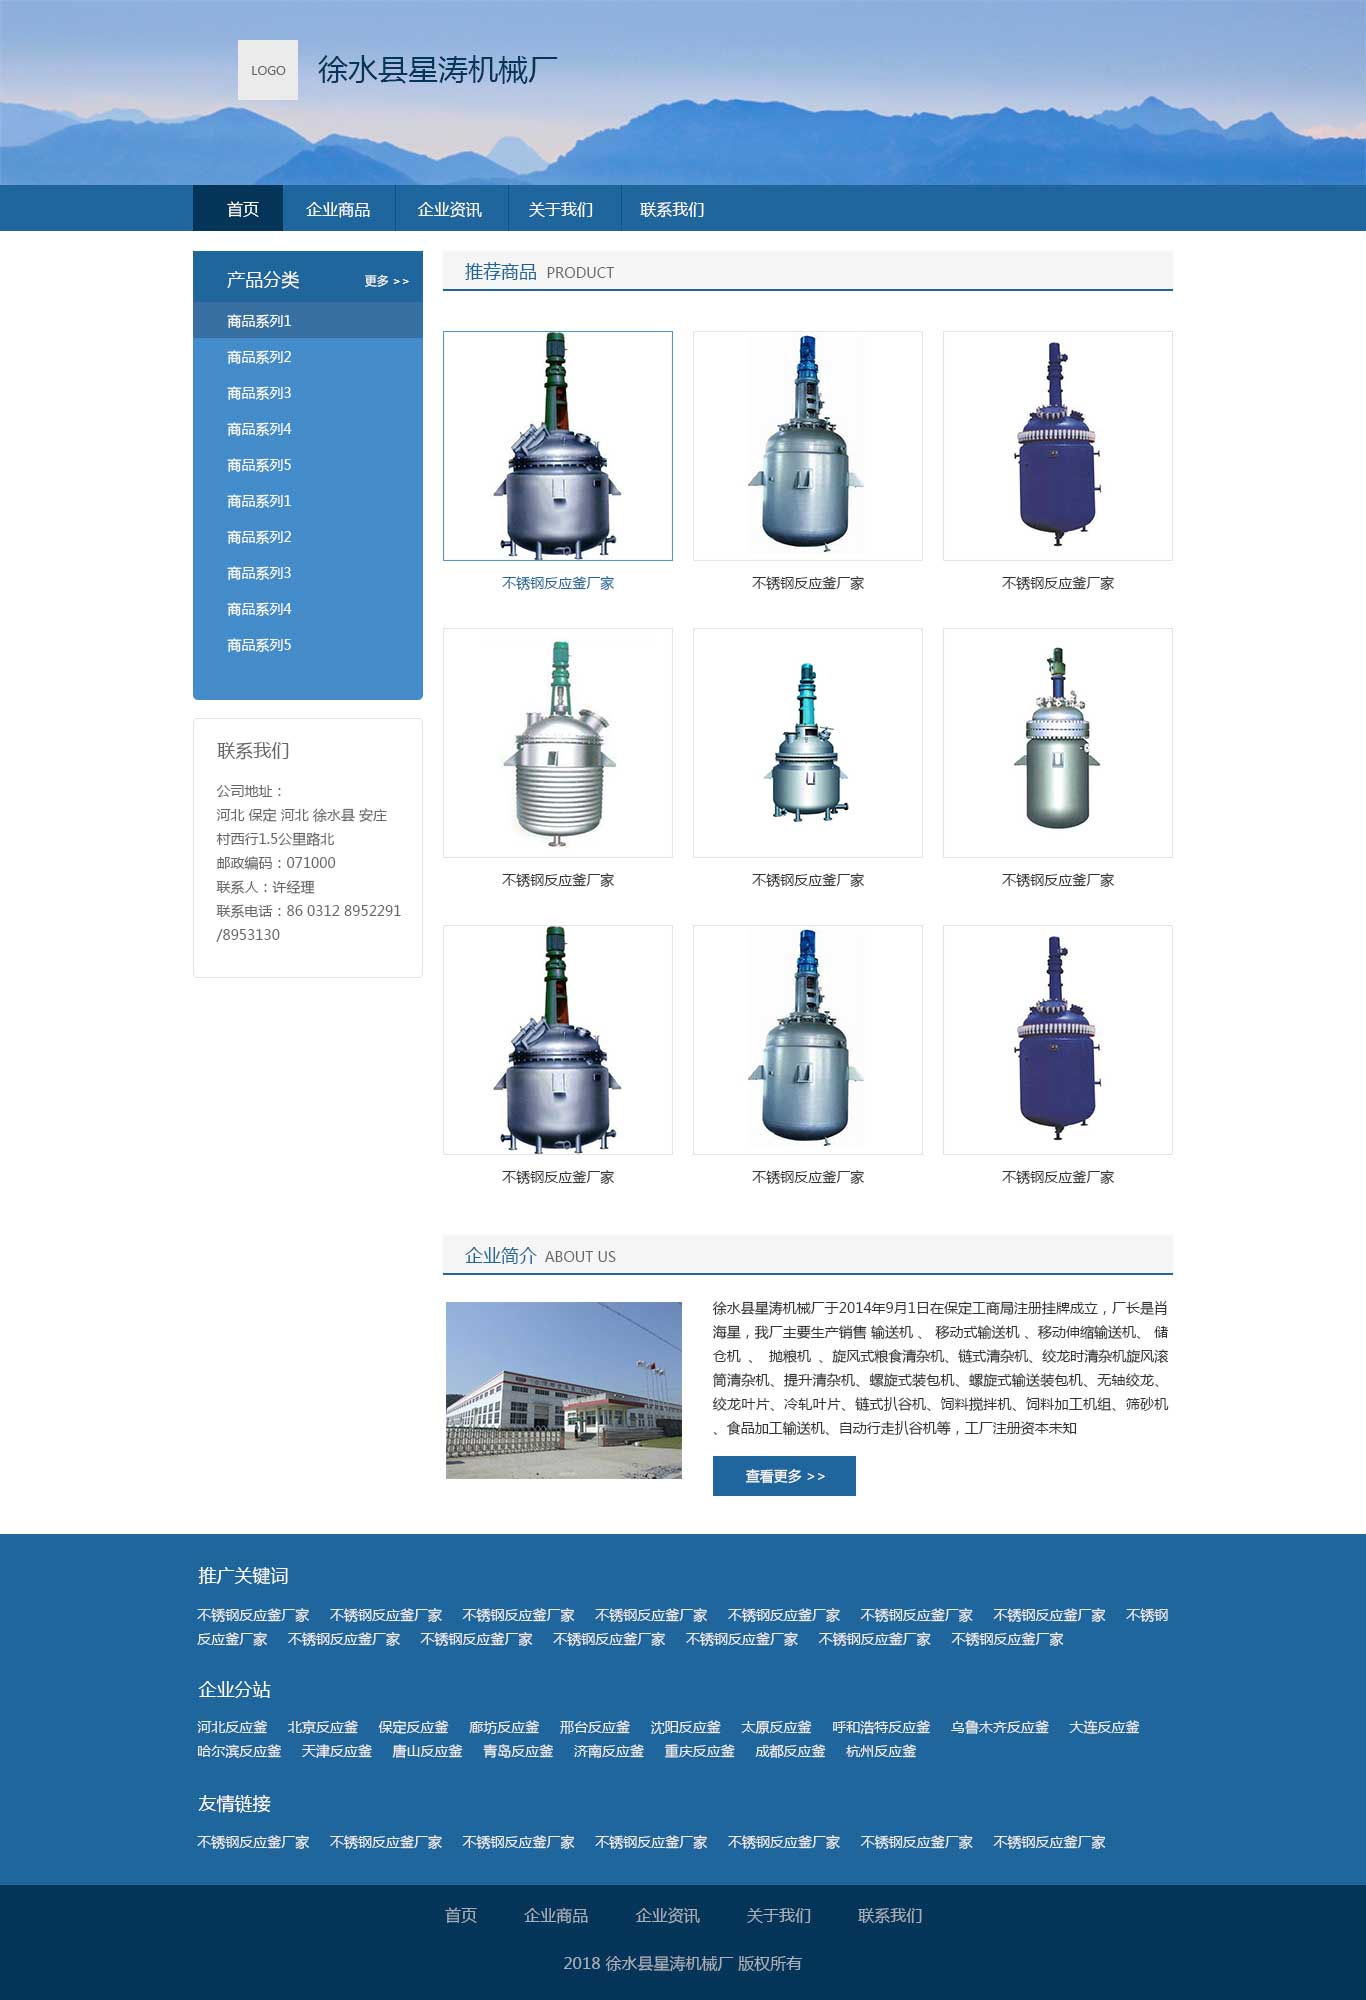 LOGO
徐水县星涛机械厂
首页 企业商品 企业资讯 关于我们 联系我们
产品分类 更多 >>
商品系列1
商品系列2
商品系列3
商品系列4
商品系列5
商品系列1
商品系列2
商品系列3
商品系列4
商品系列5
联系我们
公司地址：
河北 保定 河北 徐水县 安庄
村西行1.5公里路北
邮政编码：071000
联系人：许经理
联系电话：86 0312 8952291
/8953130
推荐商品 PRODUCT
不锈钢反应釜厂家 不锈钢反应釜厂家 不锈钢反应釜厂家
不锈钢反应釜厂家 不锈钢反应釜厂家 不锈钢反应釜厂家
不锈钢反应釜厂家 不锈钢反应釜厂家 不锈钢反应釜厂家
企业简介 ABOUT US
徐水县星涛机械厂于2014年9月1日在保定工商局注册挂牌成立，厂长是肖
海星，我厂主要生产销售 输送机 、 移动式输送机 、移动伸缩输送机、 储
仓机 、 抛粮机 、旋风式粮食清杂机、链式清杂机、绞龙时清杂机旋风滚
筒清杂机、提升清杂机、螺旋式装包机、螺旋式输送装包机、无轴绞龙、
绞龙叶片、冷轧叶片、链式扒谷机、饲料搅拌机、饲料加工机组、筛砂机
、食品加工输送机、自动行走扒谷机等，工厂注册资本未知
查看更多 >>
推广关键词
不锈钢反应釜厂家 不锈钢反应釜厂家 不锈钢反应釜厂家 不锈钢反应釜厂家 不锈钢反应釜厂家 不锈钢反应釜厂家 不锈钢反应釜厂家 不锈钢
反应釜厂家 不锈钢反应釜厂家 不锈钢反应釜厂家 不锈钢反应釜厂家 不锈钢反应釜厂家 不锈钢反应釜厂家 不锈钢反应釜厂家
企业分站
河北反应釜 北京反应釜 保定反应釜 廊坊反应釜 邢台反应釜 沈阳反应釜 太原反应釜 呼和浩特反应釜 乌鲁木齐反应釜 大连反应釜
哈尔滨反应釜 天津反应釜 唐山反应釜 青岛反应釜 济南反应釜 重庆反应釜 成都反应釜 杭州反应釜
友情链接
不锈钢反应釜厂家 不锈钢反应釜厂家 不锈钢反应釜厂家 不锈钢反应釜厂家 不锈钢反应釜厂家 不锈钢反应釜厂家 不锈钢反应釜厂家
首页 企业商品 企业资讯 关于我们 联系我们
2018 徐水县星涛机械厂 版权所有